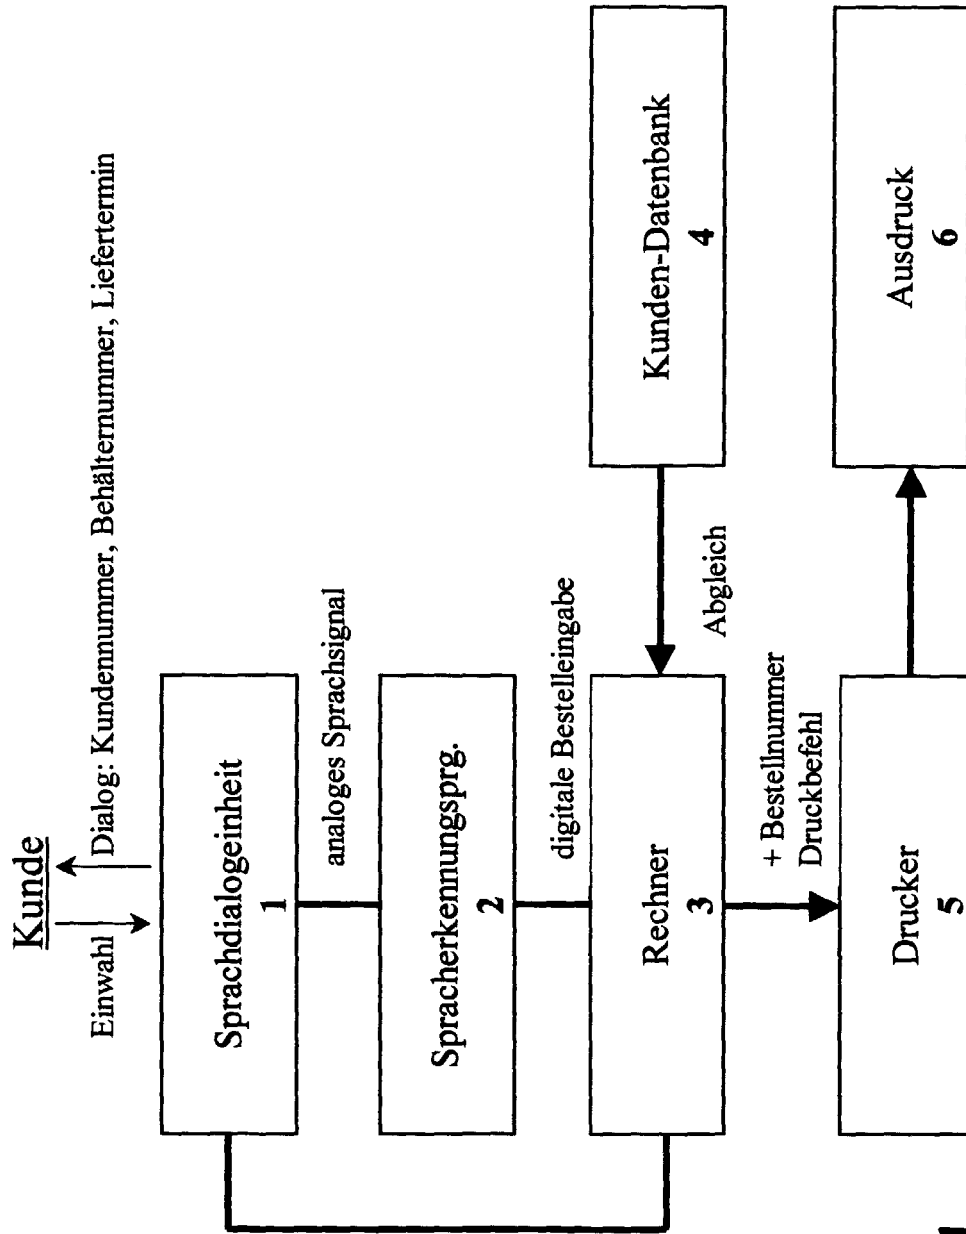 Kunde
Einwahl
Dialog: Kundennummer, Behälternummer, Liefertermin
Sprachdialogeinheit
1
analoges Sprachsignal
Spracherkennungsprg.
2
digitale Bestelleingabe
Rechner
3
Abgleich
Kunden-Datenbank
4
+ Bestellnummer
Druckbefehl
Drucker
5
Ausdruck
6